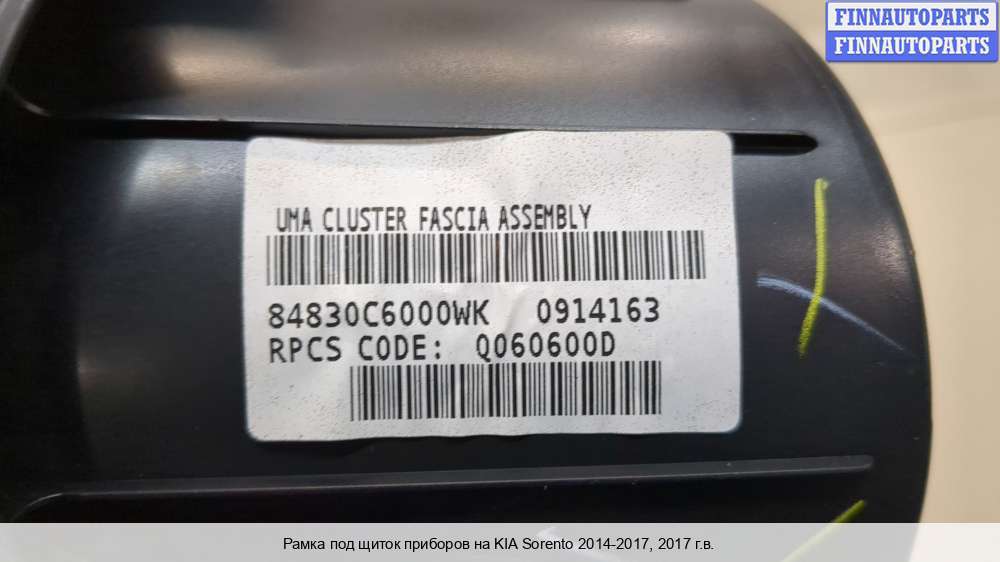 FINNAUTOPARTS
FINNAUTOPARTS
UMA CLUSTER FASCIA ASSEMBLY
84830C6000WK 0914163
RPCS CODE: Q060600D
Рамка под щиток приборов на KIA Sorento 2014-2017, 2017 г.в.